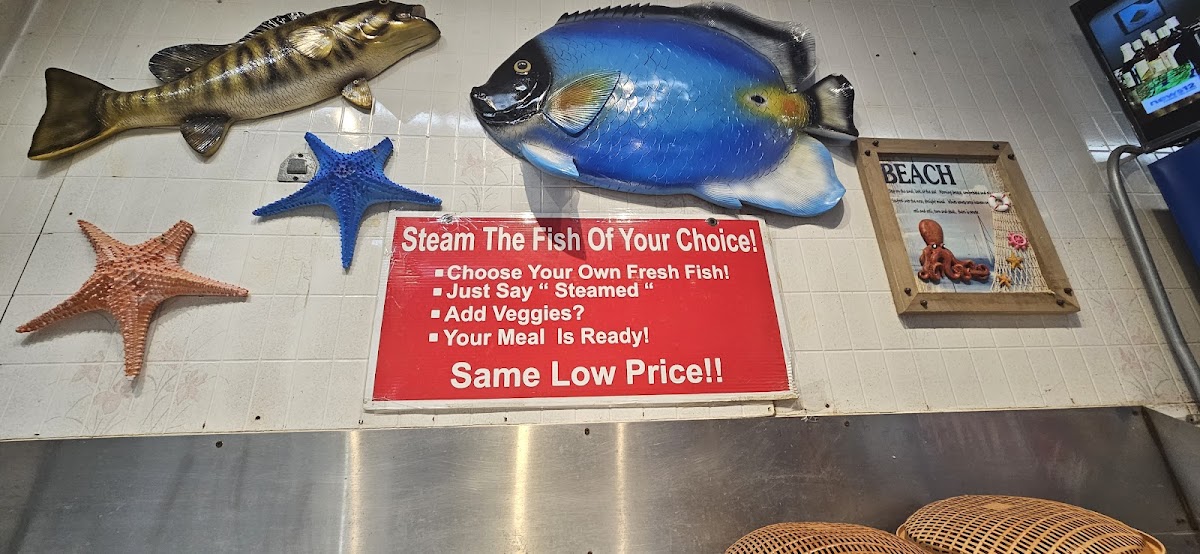 Steam The Fish Of Your Choice!
▪Choose Your Own Fresh Fish!
▪Just Say “ Steamed “
▪Add Veggies?
▪Your Meal Is Ready!
Same Low Price!!
BEACH
news12